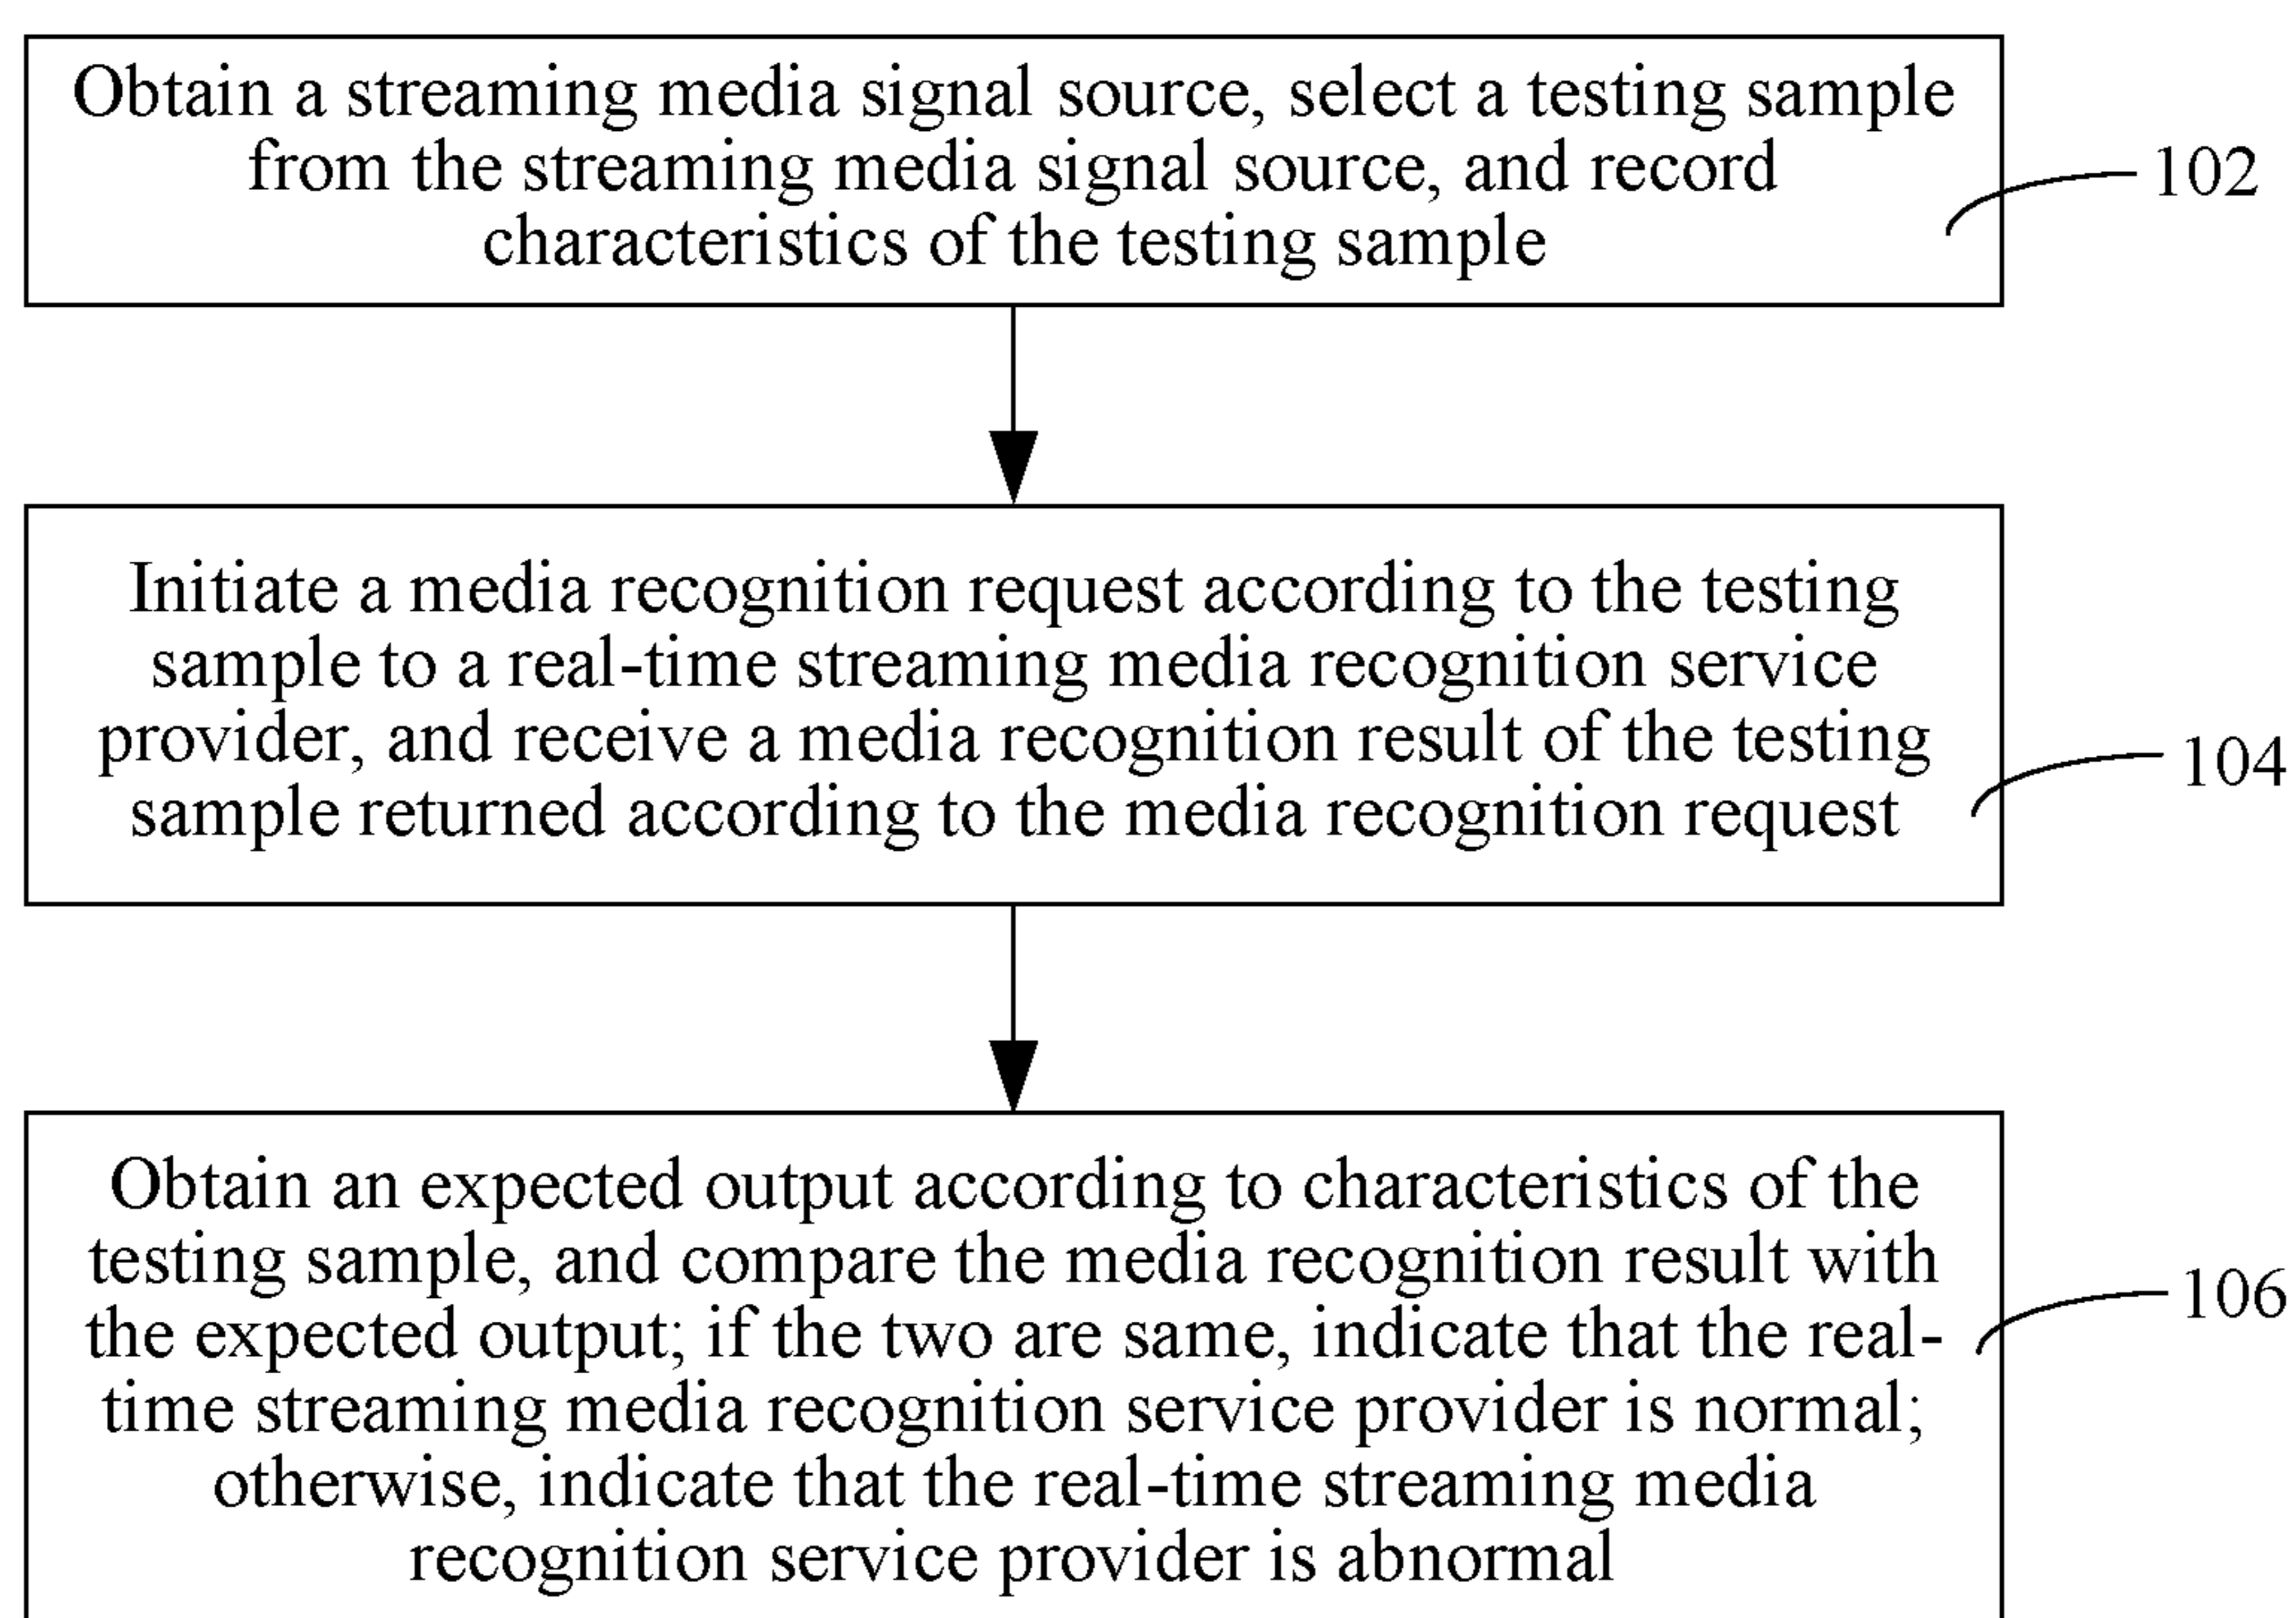 Obtain a streaming media signal source, select a testing sample
from the streaming media signal source, and record
characteristics of the testing sample
102
Initiate a media recognition request according to the testing
sample to a real-time streaming media recognition service
provider, and receive a media recognition result of the testing
sample returned according to the media recognition request
104
Obtain an expected output according to characteristics of the
testing sample, and compare the media recognition result with
the expected output; if the two are same, indicate that the real-
time streaming media recognition service provider is normal;
otherwise, indicate that the real-time streaming media
recognition service provider is abnormal
106